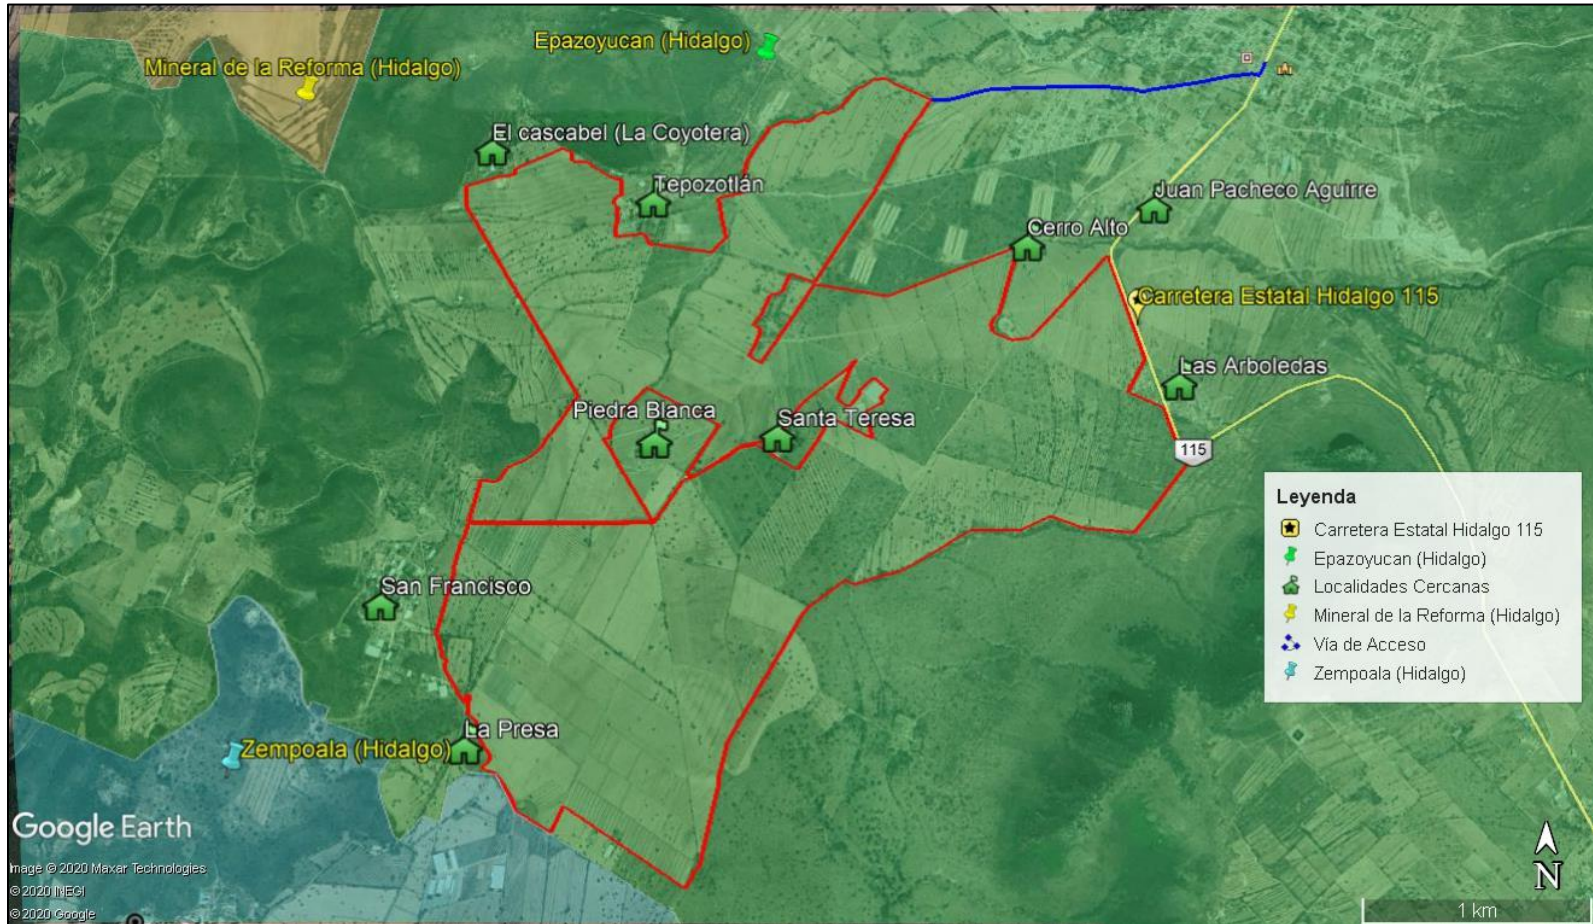 Epazoyucan (Hidalgo)
Mineral de la Reforma (Hidalgo)
El cascabel (La Coyotera)
Tepozotlán
Juan Pacheco Aguirre
Cerro Alto
Carretera Estatal Hidalgo 115
Las Arboledas
Piedra Blanca
Santa Teresa
115
San Francisco
La Presa
Zempoala (Hidalgo)
Leyenda
Carretera Estatal Hidalgo 115
Epazoyucan (Hidalgo)
Localidades Cercanas
Mineral de la Reforma (Hidalgo)
Vía de Acceso
Zempoala (Hidalgo)
Google Earth
Image © 2020 Maxar Technologies
© 2020 INEGI
© 2020 Google
N
1 km